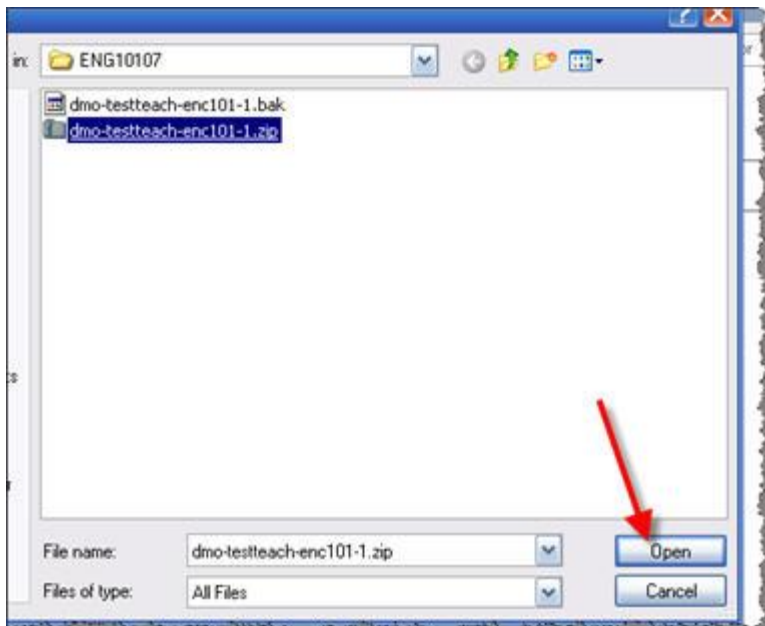 in: ENG10107
dmo-testteach-enc101-1.bak
dmo-testteach-enc101-1.zip
cs
r
File name: dmo-testteach-enc101-1.zip Open
Files of type: All Files Cancel